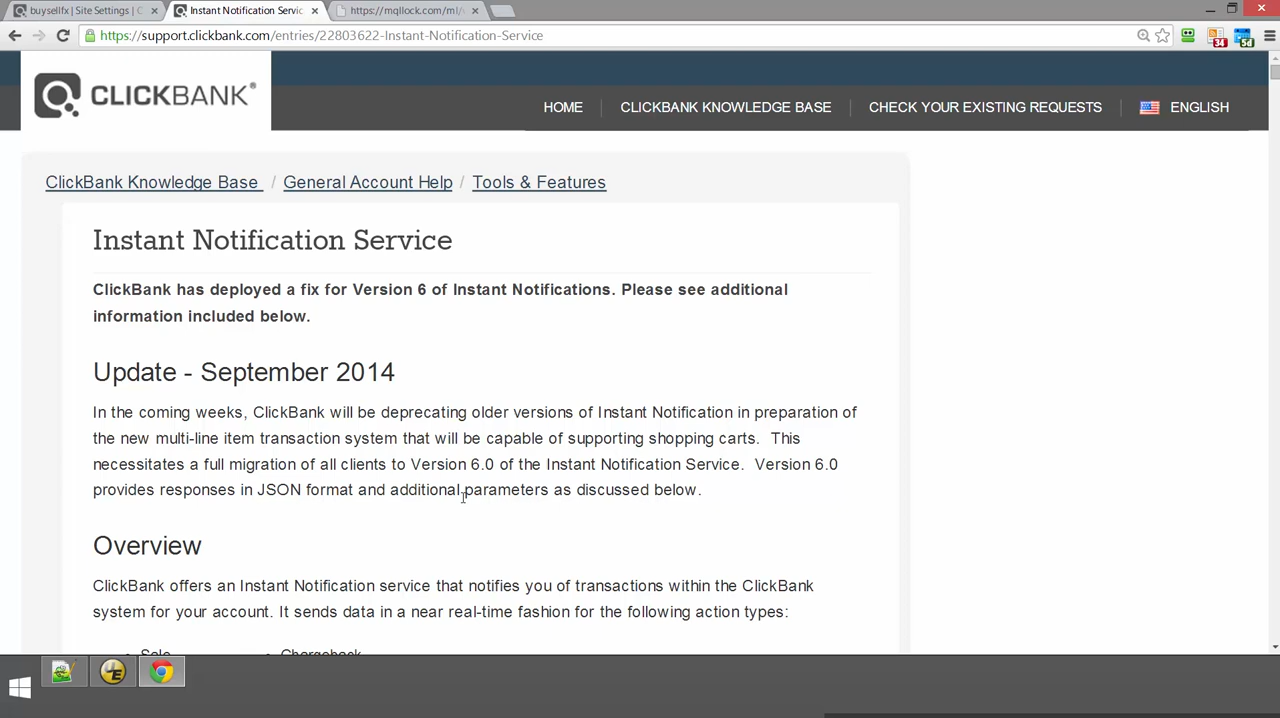 buysellfx | Site Settings | C
Instant Notification Servic
https://mqllock.com/ml/
https://support.clickbank.com/entries/22803622-Instant-Notification-Service
34
5d
CLICKBANK®
HOME
CLICKBANK KNOWLEDGE BASE
CHECK YOUR EXISTING REQUESTS
ENGLISH
ClickBank Knowledge Base / General Account Help / Tools & Features
Instant Notification Service
ClickBank has deployed a fix for Version 6 of Instant Notifications. Please see additional
information included below.
Update - September 2014
In the coming weeks, ClickBank will be deprecating older versions of Instant Notification in preparation of
the new multi-line item transaction system that will be capable of supporting shopping carts. This
necessitates a full migration of all clients to Version 6.0 of the Instant Notification Service. Version 6.0
provides responses in JSON format and additional parameters as discussed below.
Overview
ClickBank offers an Instant Notification service that notifies you of transactions within the ClickBank
system for your account. It sends data in a near real-time fashion for the following action types:
• Sale • Chargeback